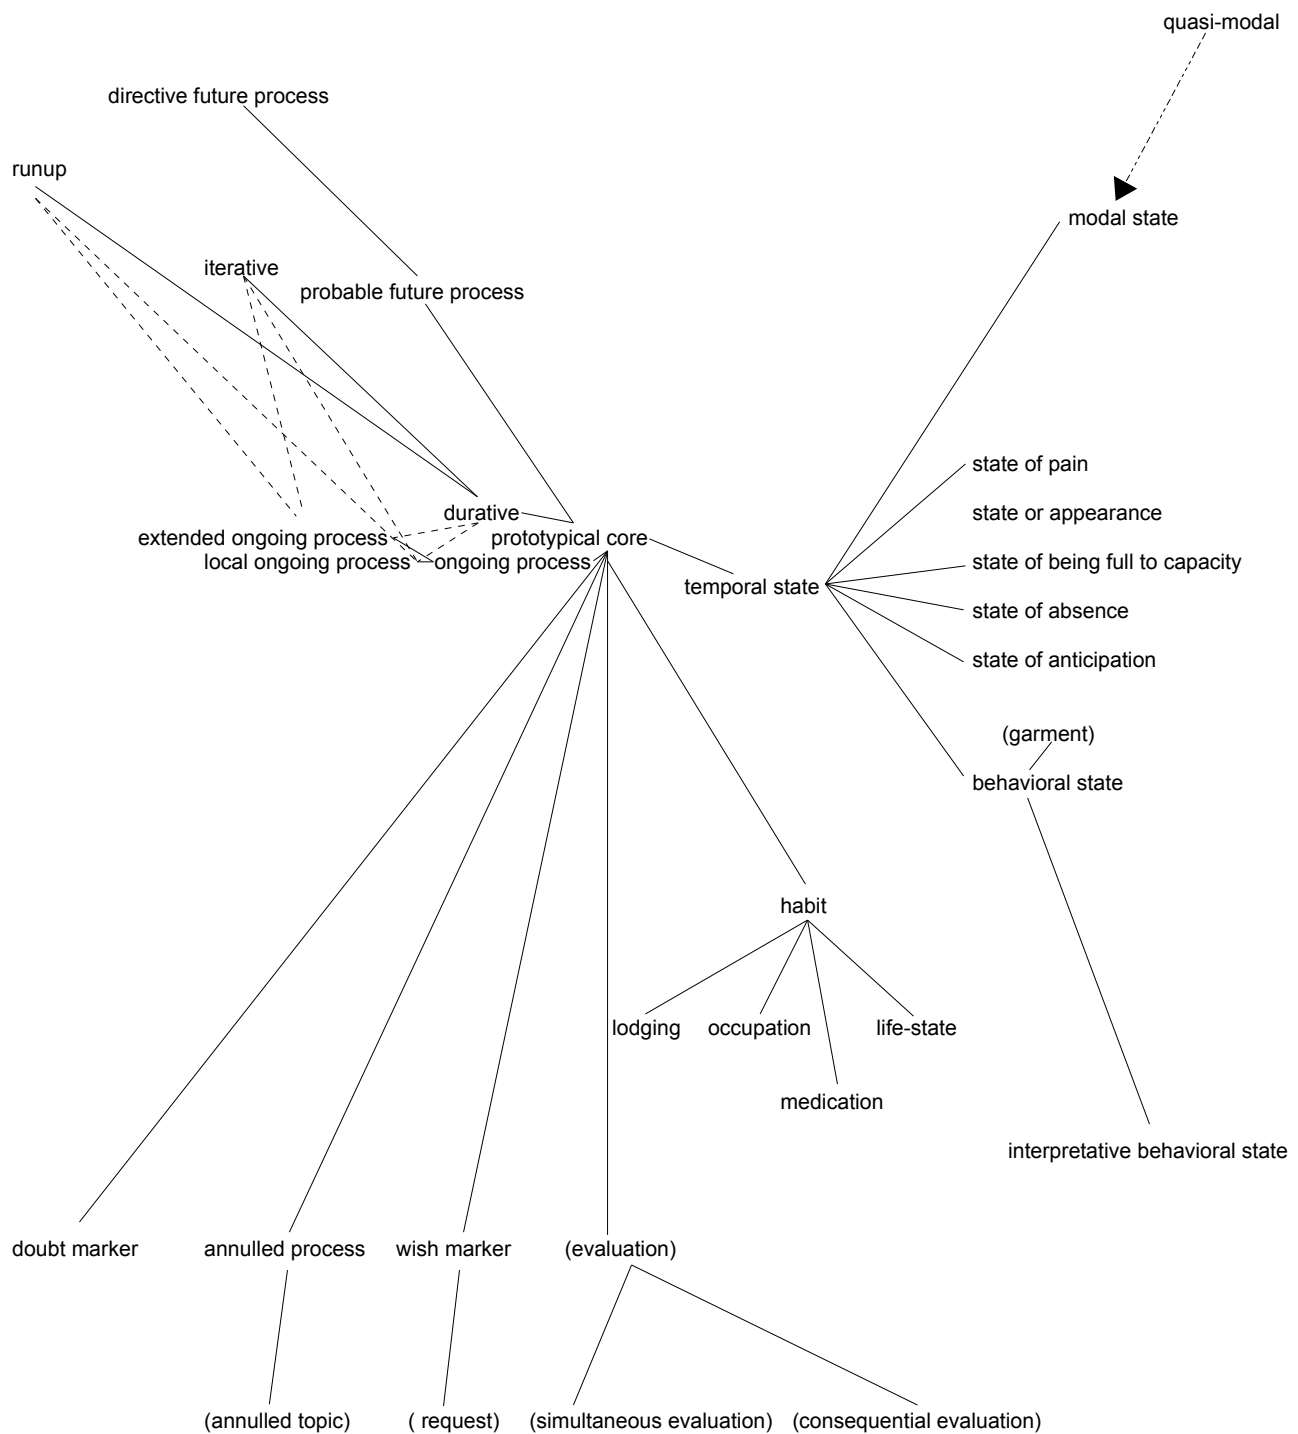 quasi-modal
directive future process
runup
modal state
iterative
probable future process
state of pain
durative
state or appearance
extended ongoing process
prototypical core
local ongoing process
ongoing process
state of being full to capacity
temporal state
state of absence
state of anticipation
(garment)
behavioral state
habit
lodging
occupation
life-state
medication
interpretative behavioral state
doubt marker
annulled process
wish marker
(evaluation)
(annulled topic)
( request)
(simultaneous evaluation)
(consequential evaluation)